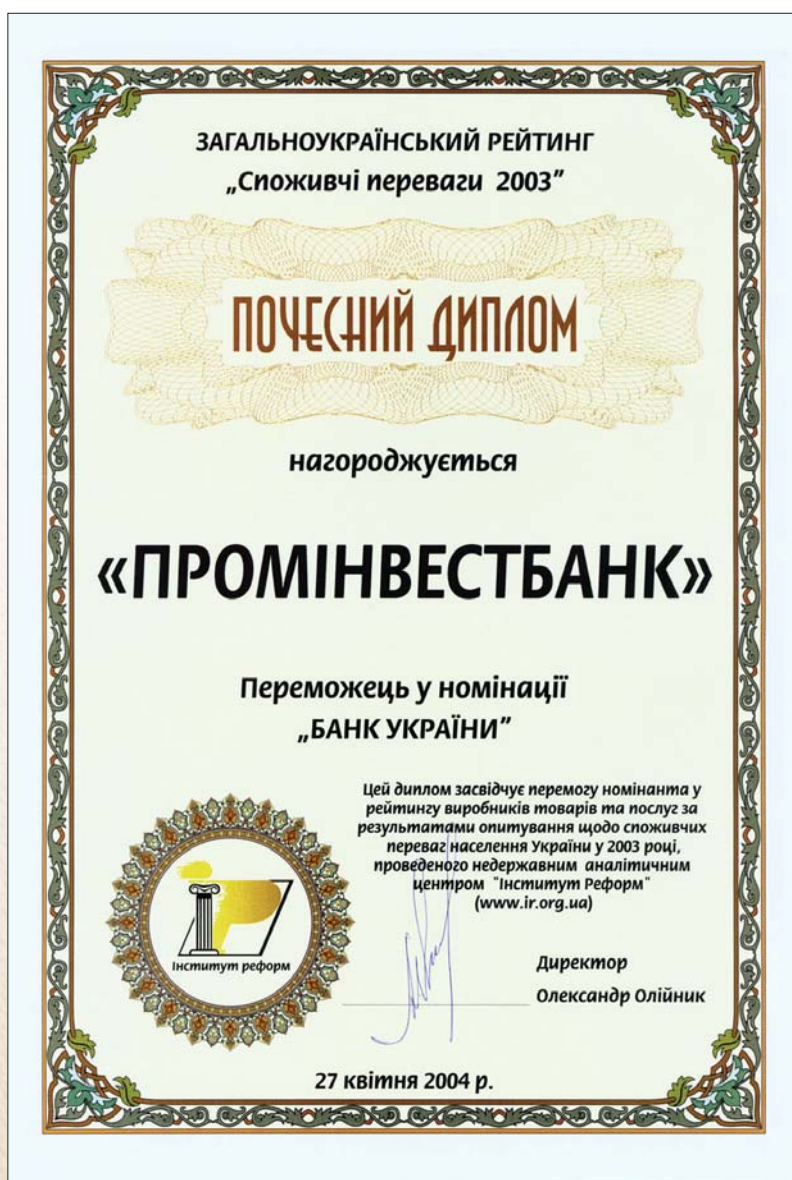 ЗАГАЛЬНОУКРАЇНСЬКИЙ РЕЙТИНГ
„Споживчі переваги 2003”
ПОЧЕСНИЙ ДИПЛОМ
нагороджується
«ПРОМІНВЕСТБАНК»
Переможець у номінації
„БАНК УКРАЇНИ”
Цей диплом засвідчує перемогу номінанта у
рейтингу виробників товарів та послуг за
результатами опитування щодо споживчих
переваг населення України у 2003 році,
проведеного недержавним аналітичним
центром "Інститут Реформ"
(www.ir.org.ua)
Інститут реформ
Директор
Олександр Олійник
27 квітня 2004 р.